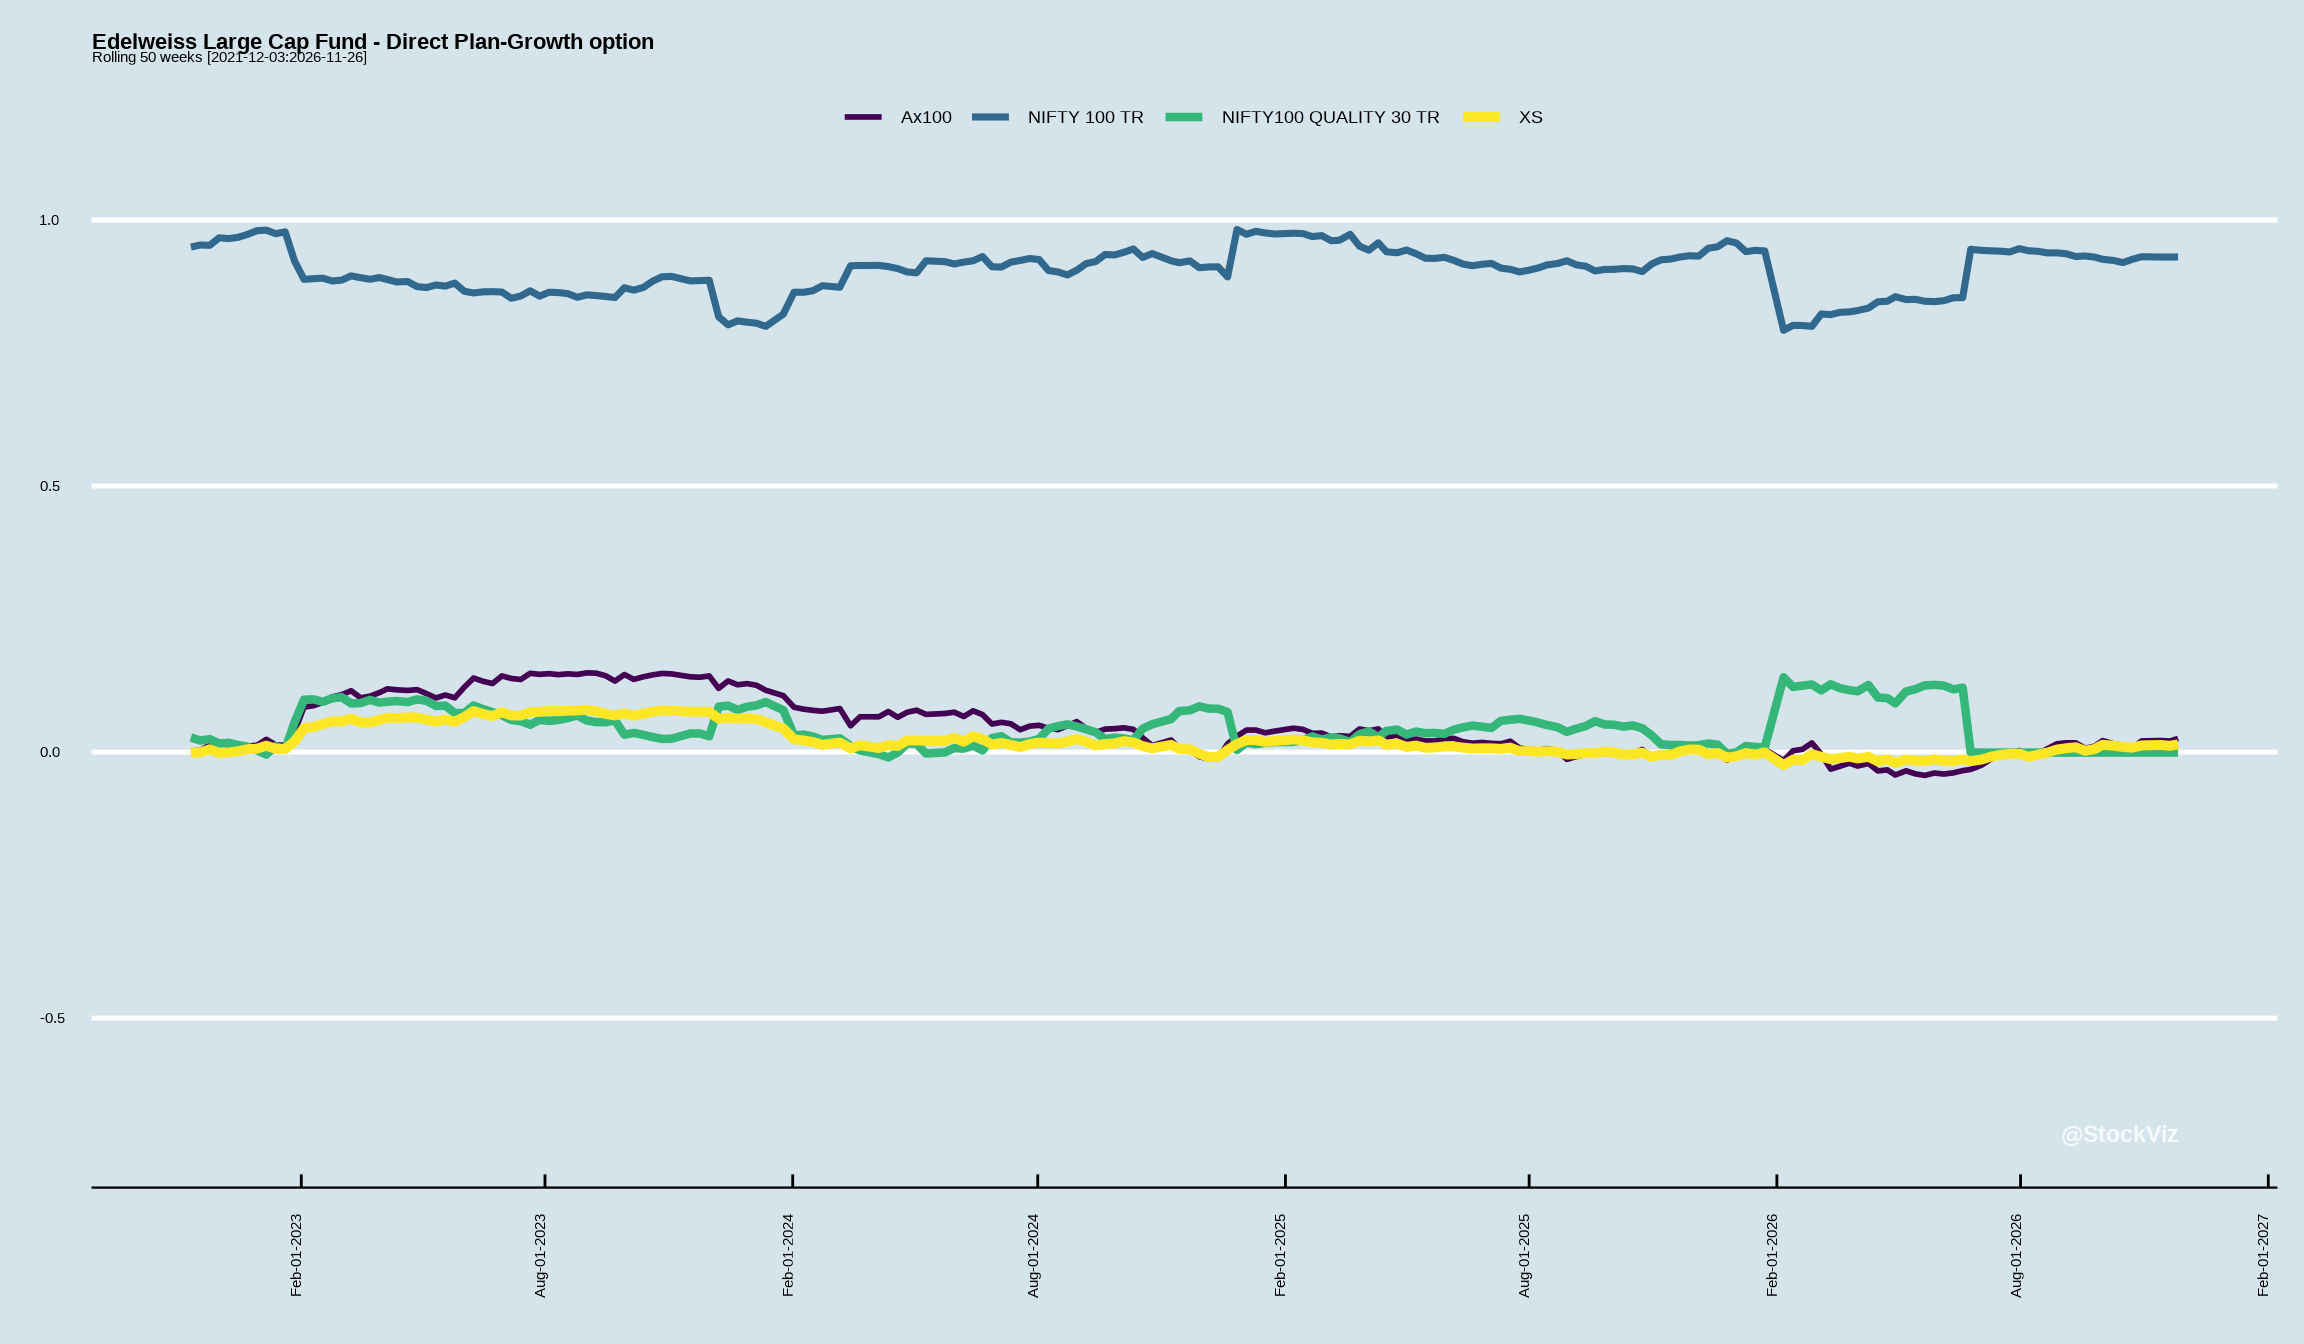 Edelweiss Large Cap Fund - Direct Plan-Growth option
Rolling 50 weeks [2021-12-03:2026-11-26]
Ax100 NIFTY 100 TR NIFTY100 QUALITY 30 TR XS
1.0
0.5
0.0
-0.5
@StockViz
Feb-01-2023
Aug-01-2023
Feb-01-2024
Aug-01-2024
Feb-01-2025
Aug-01-2025
Feb-01-2026
Aug-01-2026
Feb-01-2027